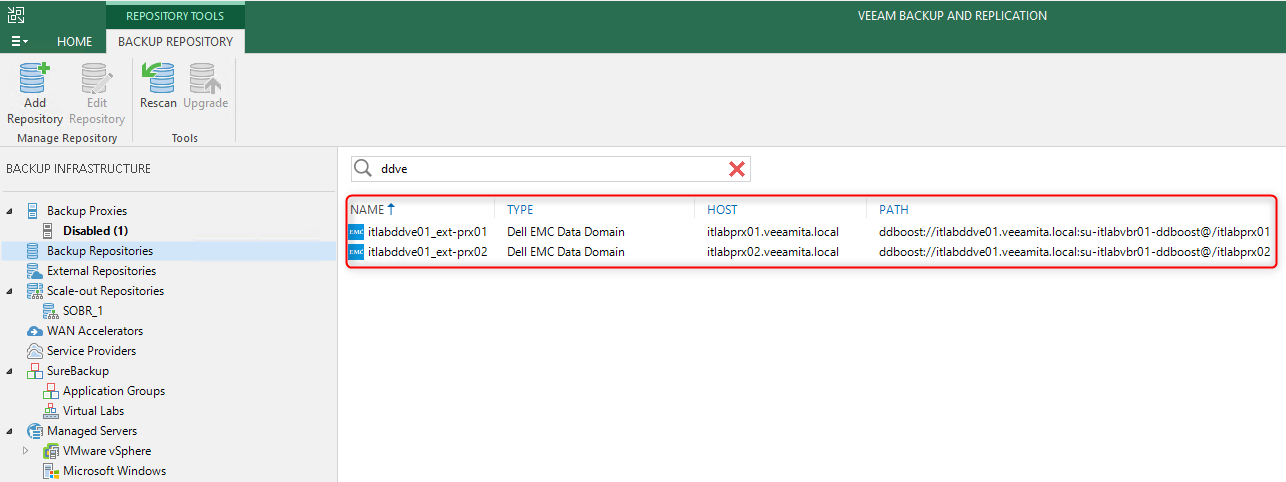 REPOSITORY TOOLS
VEEAM BACKUP AND REPLICATION
HOME
BACKUP REPOSITORY
Add Repository
Edit Repository
Rescan
Upgrade
Manage Repository
Tools
BACKUP INFRASTRUCTURE
Backup Proxies
Disabled (1)
Backup Repositories
External Repositories
Scale-out Repositories
SOBR_1
WAN Accelerators
Service Providers
SureBackup
Application Groups
Virtual Labs
Managed Servers
VMware vSphere
Microsoft Windows
ddve
NAME TYPE HOST PATH
EMC itlabddve01_ext-prx01 Dell EMC Data Domain itlabprx01.veeamita.local ddboost://itlabddve01.veeamita.local:su-itlabvbr01-ddboost@/itlabprx01
EMC itlabddve01_ext-prx02 Dell EMC Data Domain itlabprx02.veeamita.local ddboost://itlabddve01.veeamita.local:su-itlabvbr01-ddboost@/itlabprx02